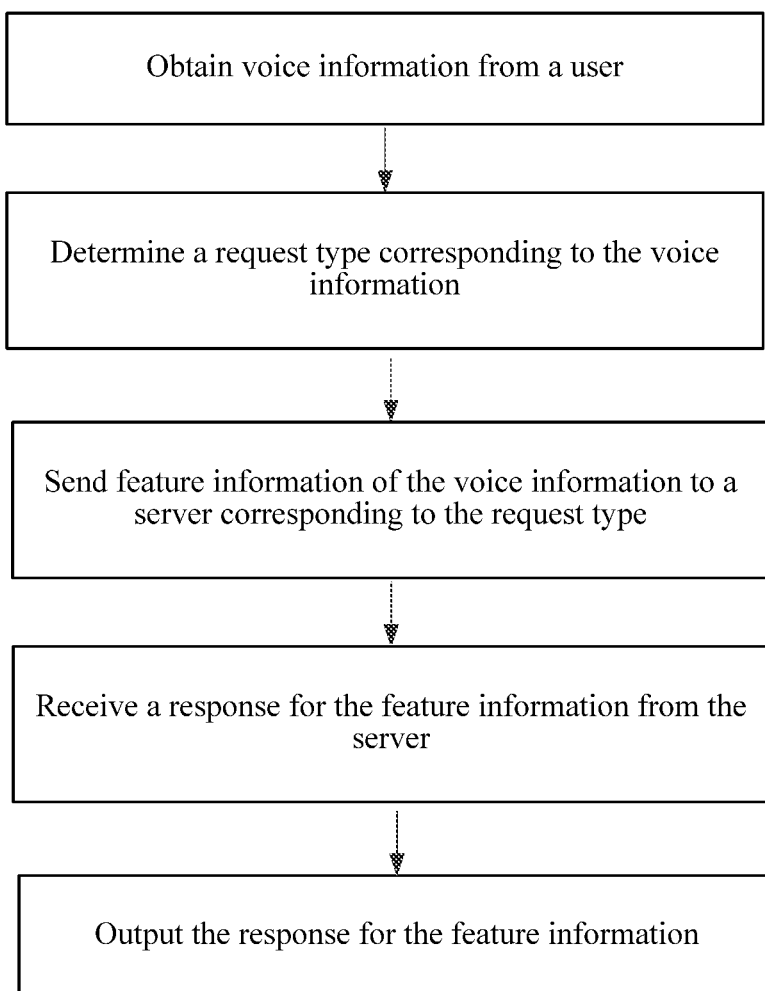 Obtain voice information from a user
Determine a request type corresponding to the voice
information
Send feature information of the voice information to a
server corresponding to the request type
Receive a response for the feature information from the
server
Output the response for the feature information